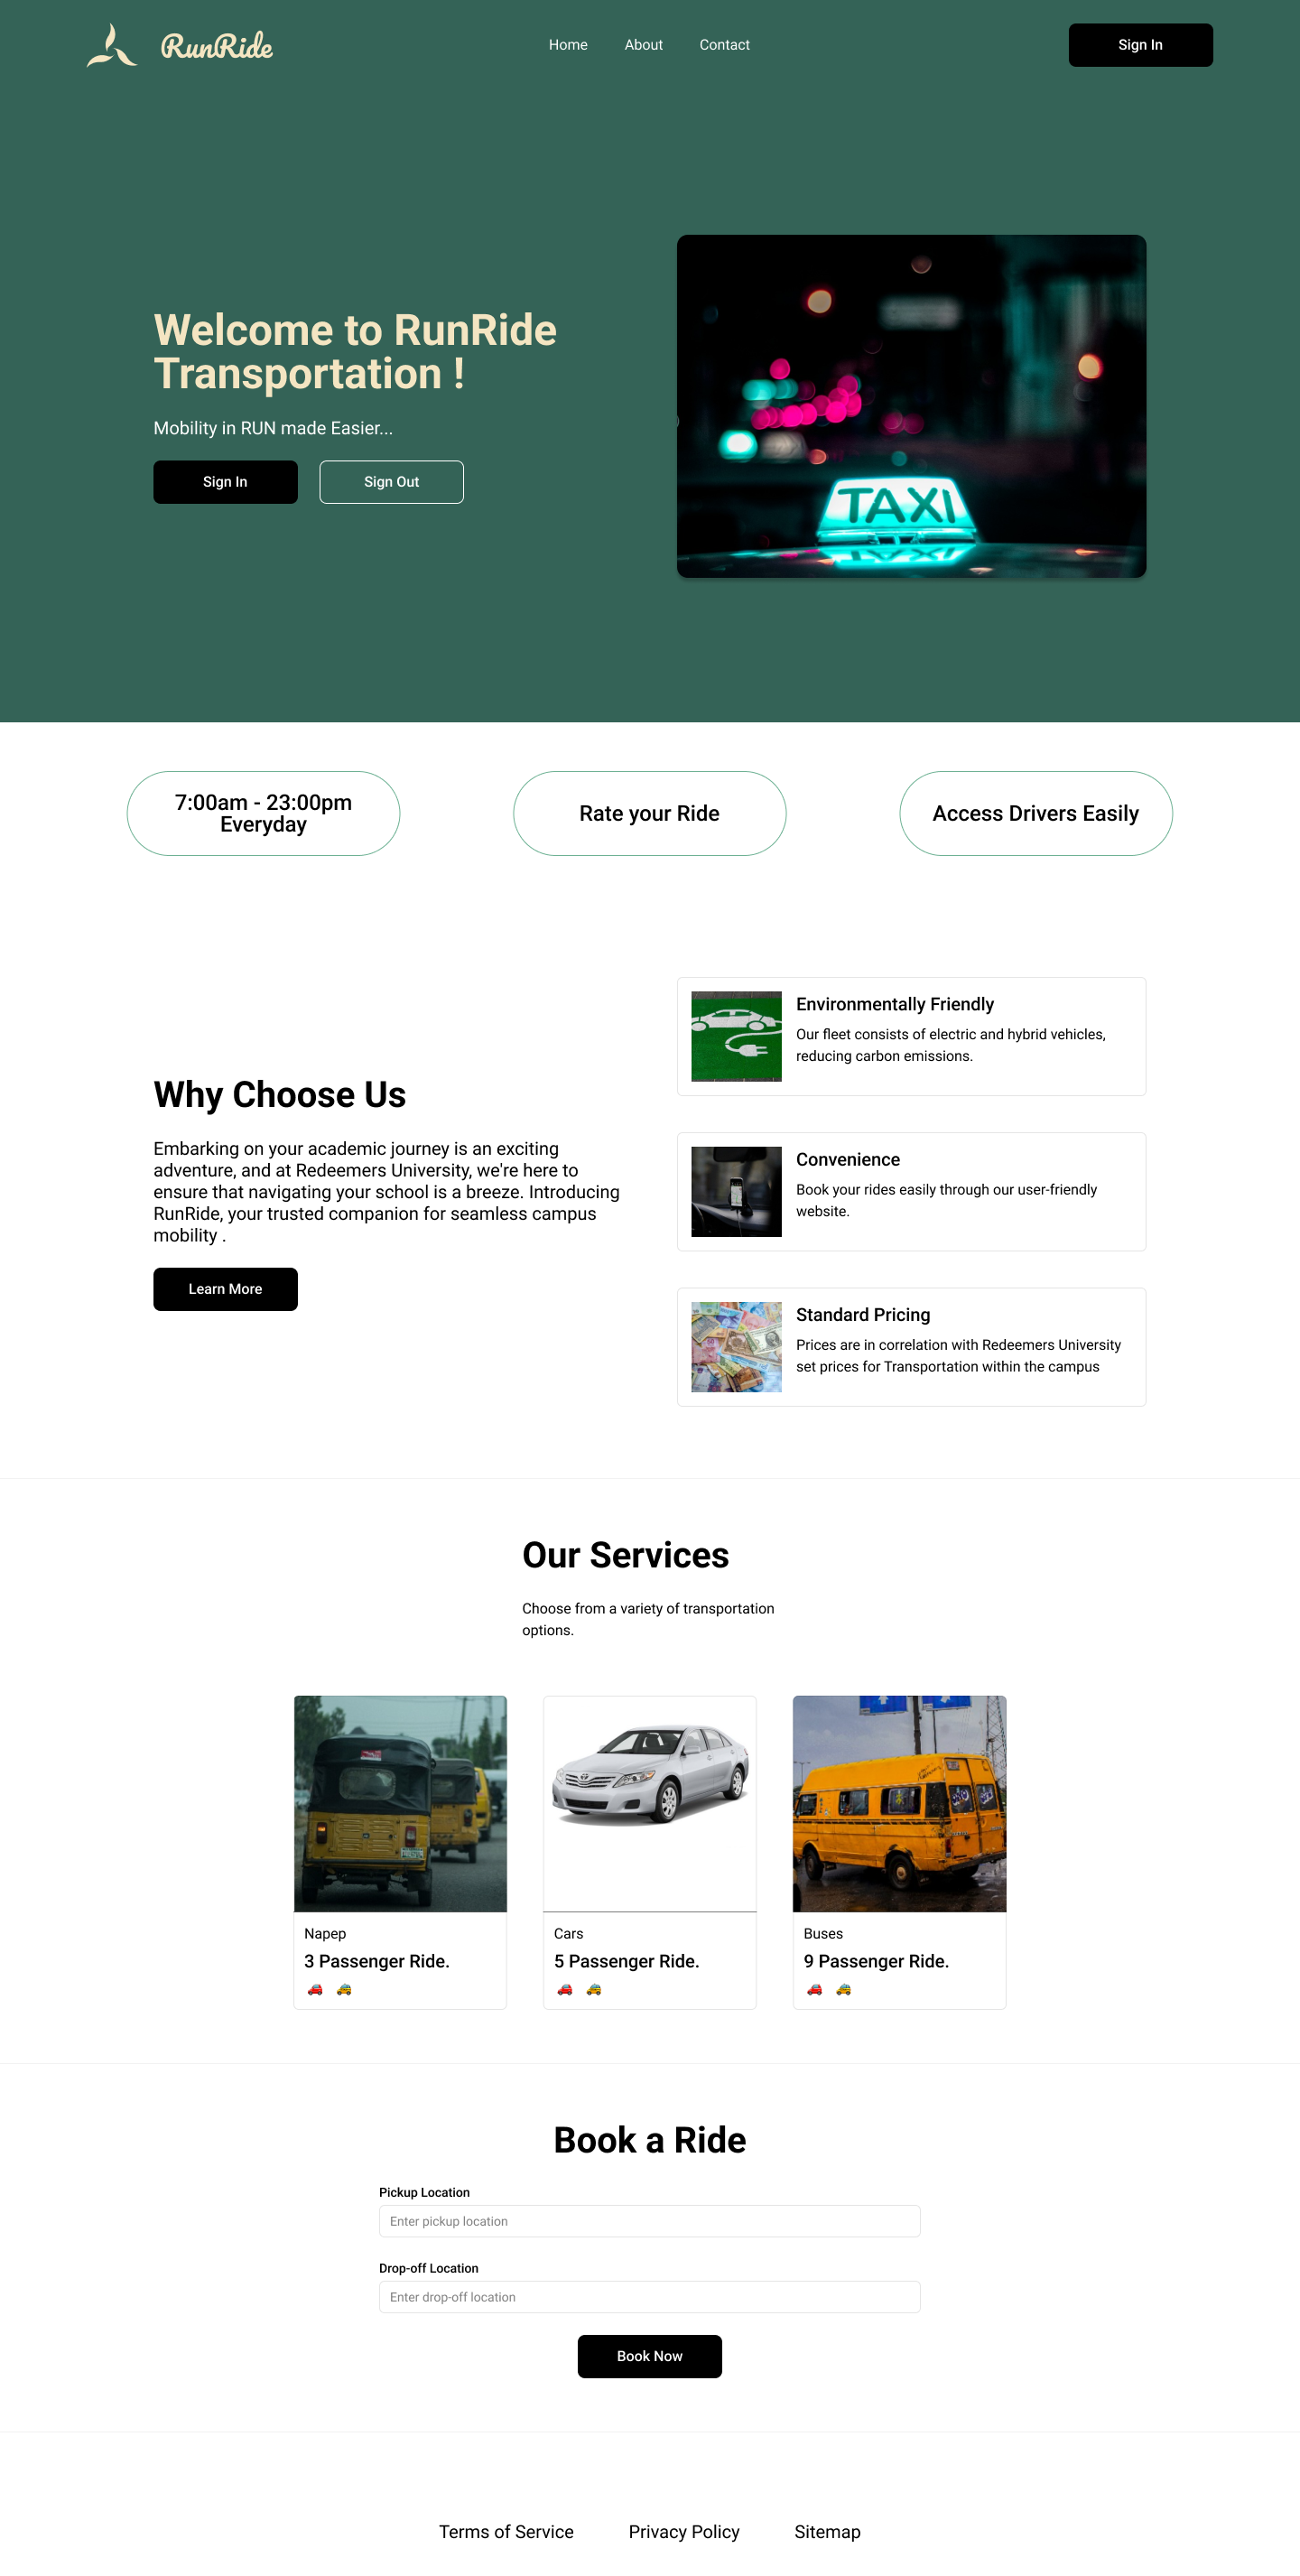 RunRide
Home About Contact
Sign In
Welcome to RunRide
Transportation !
Mobility in RUN made Easier...
Sign In
Sign Out
TAXI
7:00am - 23:00pm
Everyday
Rate your Ride
Access Drivers Easily
Why Choose Us
Embarking on your academic journey is an exciting
adventure, and at Redeemers University, we're here to
ensure that navigating your school is a breeze. Introducing
RunRide, your trusted companion for seamless campus
mobility .
Learn More
Environmentally Friendly
Our fleet consists of electric and hybrid vehicles,
reducing carbon emissions.
Convenience
Book your rides easily through our user-friendly
website.
Standard Pricing
Prices are in correlation with Redeemers University
set prices for Transportation within the campus
Our Services
Choose from a variety of transportation
options.
Napep
3 Passenger Ride.
Cars
5 Passenger Ride.
Buses
9 Passenger Ride.
Book a Ride
Pickup Location
Enter pickup location
Drop-off Location
Enter drop-off location
Book Now
Terms of Service
Privacy Policy
Sitemap